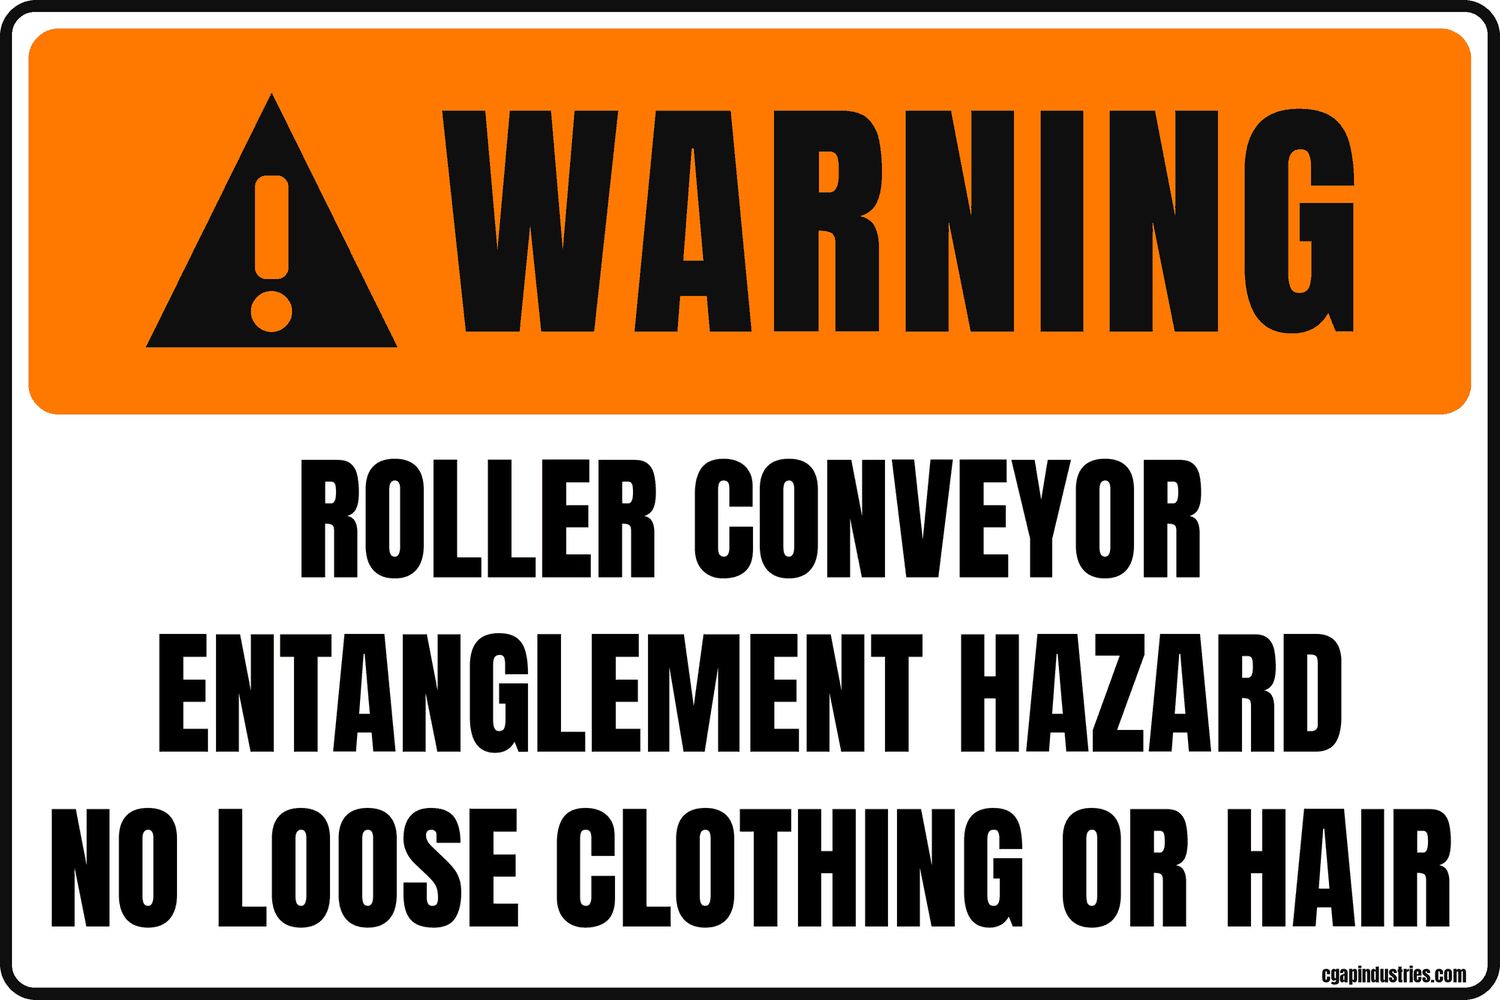 WARNING
ROLLER CONVEYOR
ENTANGLEMENT HAZARD
NO LOOSE CLOTHING OR HAIR
cgapindustries.com